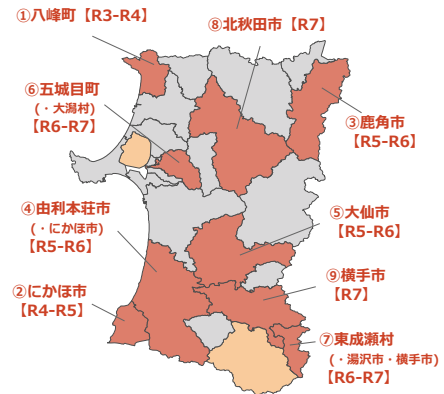 ①八峰町【R3-R4】
⑧北秋田市【R7】
⑥五城目町
(・大潟村)
【R6-R7】
③鹿角市
【R5-R6】
④由利本荘市
(・にかほ市)
【R5-R6】
⑤大仙市
【R5-R6】
②にかほ市
【R4-R5】
⑨横手市
【R7】
⑦東成瀬村
(・湯沢市・横手市)
【R6-R7】